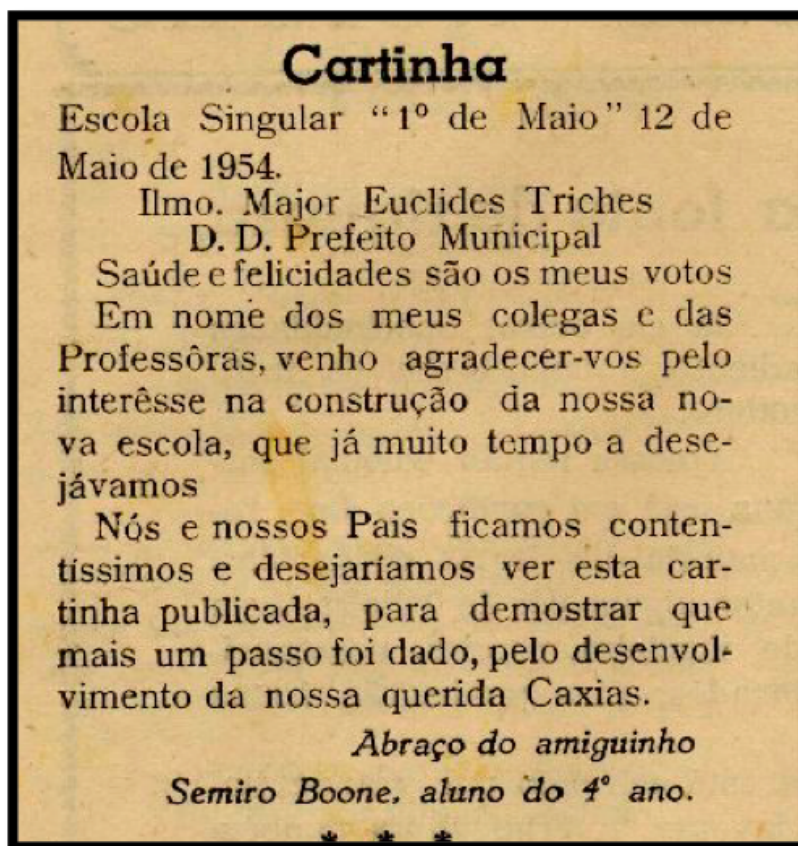 Cartinha
Escola Singular “1º de Maio” 12 de
Maio de 1954.
Ilmo. Major Euclides Triches
D. D. Prefeito Municipal
Saúde e felicidades são os meus votos
Em nome dos meus colegas e das
Professôras, venho agradecer-vos pelo
interêsse na construção da nossa no-
va escola, que já muito tempo a dese-
jávamos
Nós e nossos Pais ficamos conten-
tíssimos e desejaríamos ver esta car-
tinha publicada, para demostrar que
mais um passo foi dado, pelo desenvol-
vimento da nossa querida Caxias.
Abraço do amiguinho
Semiro Boone, aluno do 4º ano.
* * *